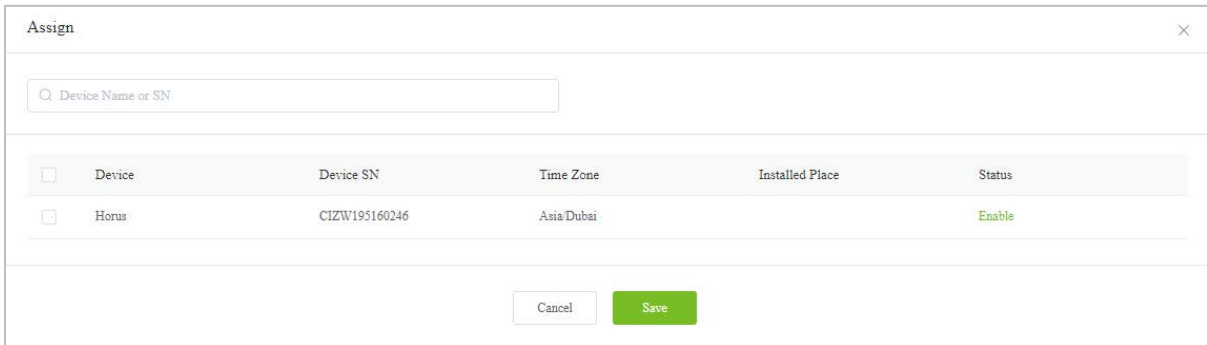 Assign
Device Name or SN
Device Device SN Time Zone Installed Place Status
Horus CIZW195160246 Asia/Dubai Enable
Cancel Save